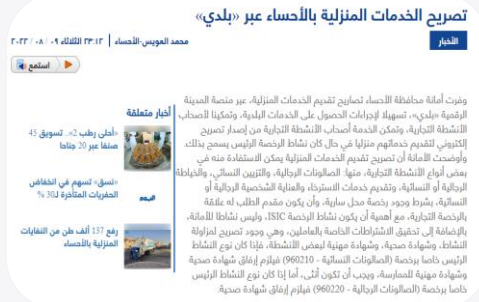 تصريح الخدمات المنزلية بالأحساء عبر «بلدي»
الأخبار
محمد العويس-الأحساء | ٢٣:١٢ الثلاثاء ٠٩ / ٠٨ / ٢٠٢٢
استمع
وفرت أمانة محافظة الأحساء تصاريح تقديم الخدمات المنزلية، عبر منصة المدينة
الرقمية «بلدي»، تسهيلا لإجراءات الحصول على الخدمات البلدية، وتمكينا لأصحاب
الأنشطة التجارية، وتمكن الخدمة أصحاب الأنشطة التجارية من إصدار تصريح
إلكتروني لتقديم خدماتهم منزليا في حال كان نشاط الرخصة الرئيس يسمح بذلك.
وأوضحت الأمانة أن تصريح تقديم الخدمات المنزلية يمكن الاستفادة منه في
بعض أنواع الأنشطة التجارية، منها: الصالونات الرجالية، والتزيين النسائي، والخياطة
الرجالية أو النسائية، وتقديم خدمات الاسترخاء والعناية الشخصية الرجالية أو
النسائية، بشرط وجود رخصة محل سارية، وأن يكون مقدم الطلب له علاقة
بالرخصة التجارية، مع أهمية أن يكون نشاط الرخصة ISIC، وليس نشاطا للأمانة،
بالإضافة إلى تحقيق الاشتراطات الخاصة بالعاملين، وهي وجود تصريح لمزاولة
النشاط، وشهادة صحية، وشهادة مهنية لبعض الأنشطة، فإذا كان نوع النشاط
الرئيس خاصا برخصة (الصالونات النسائية - 960210) فيلزم إرفاق شهادة صحية
وشهادة مهنية للممارسة، ويجب أن تكون أنثى، أما إذا كان نوع النشاط الرئيس
خاصا برخصة (الصالونات الرجالية - 960220) فيلزم إرفاق شهادة صحية.
أخبار متعلقة
«أحلى رطب 2».. تسويق 45
صنفا عبر 20 جناحا
«نسق» تسهم في انخفاض
الحفريات المتأخرة لـ30 %
اليوم
رفع 137 ألف طن من النفايات
المنزلية بالأحساء